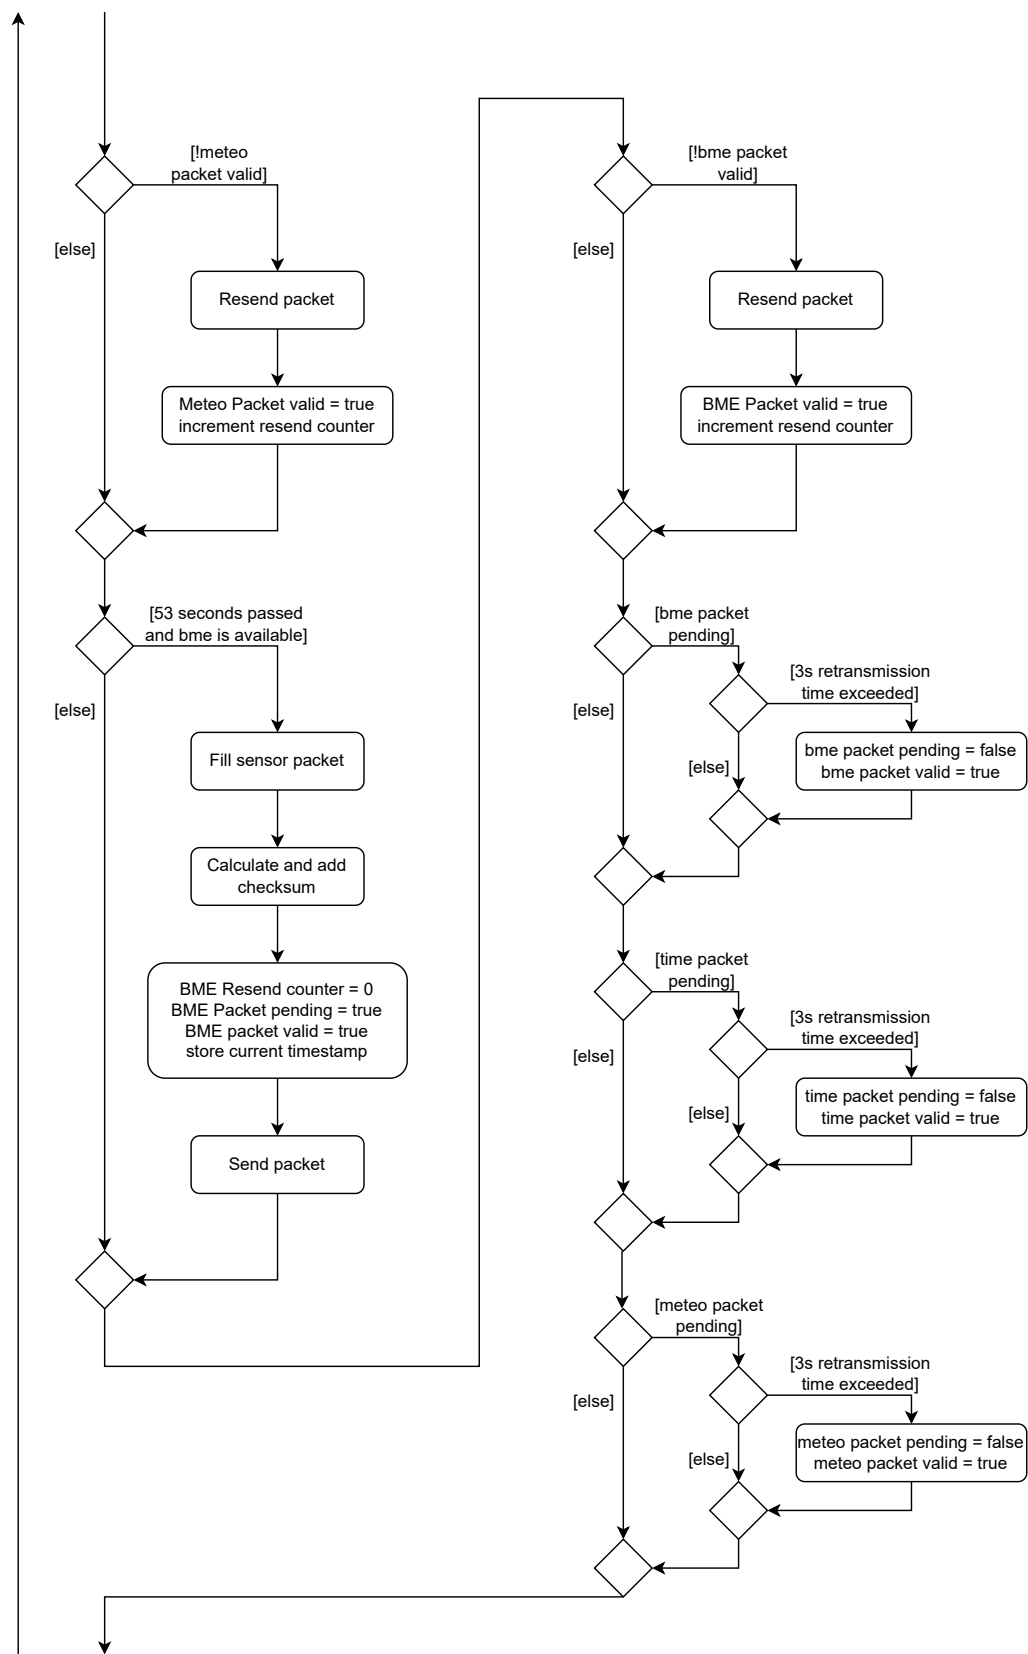 [!meteo
packet valid]
[else]
Resend packet
Meteo Packet valid = true
increment resend counter
[53 seconds passed
and bme is available]
[else]
Fill sensor packet
Calculate and add
checksum
BME Resend counter = 0
BME Packet pending = true
BME packet valid = true
store current timestamp
Send packet
[!bme packet
valid]
[else]
Resend packet
BME Packet valid = true
increment resend counter
[bme packet
pending]
[else]
[3s retransmission
time exceeded]
[else]
bme packet pending = false
bme packet valid = true
[time packet
pending]
[else]
[3s retransmission
time exceeded]
[else]
time packet pending = false
time packet valid = true
[meteo packet
pending]
[else]
[3s retransmission
time exceeded]
[else]
meteo packet pending = false
meteo packet valid = true